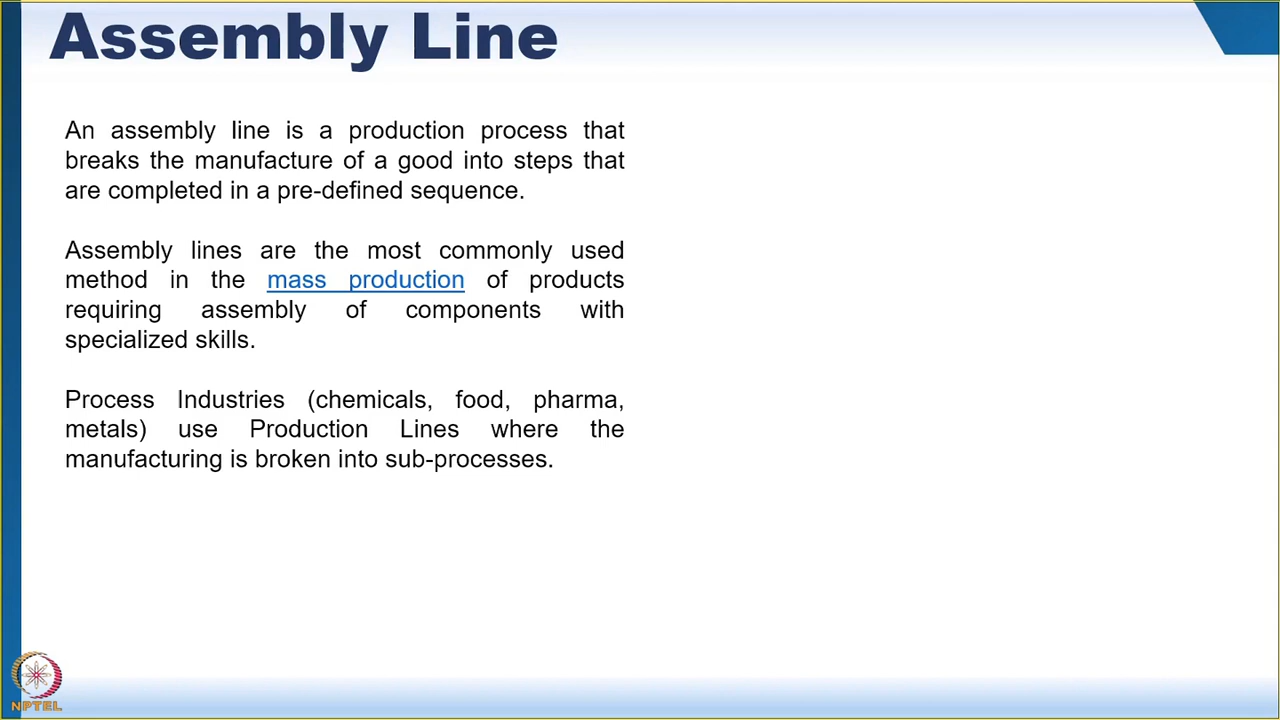 Assembly Line
An assembly line is a production process that
breaks the manufacture of a good into steps that
are completed in a pre-defined sequence.
Assembly lines are the most commonly used
method in the mass production of products
requiring assembly of components with
specialized skills.
Process Industries (chemicals, food, pharma,
metals) use Production Lines where the
manufacturing is broken into sub-processes.
NPTEL